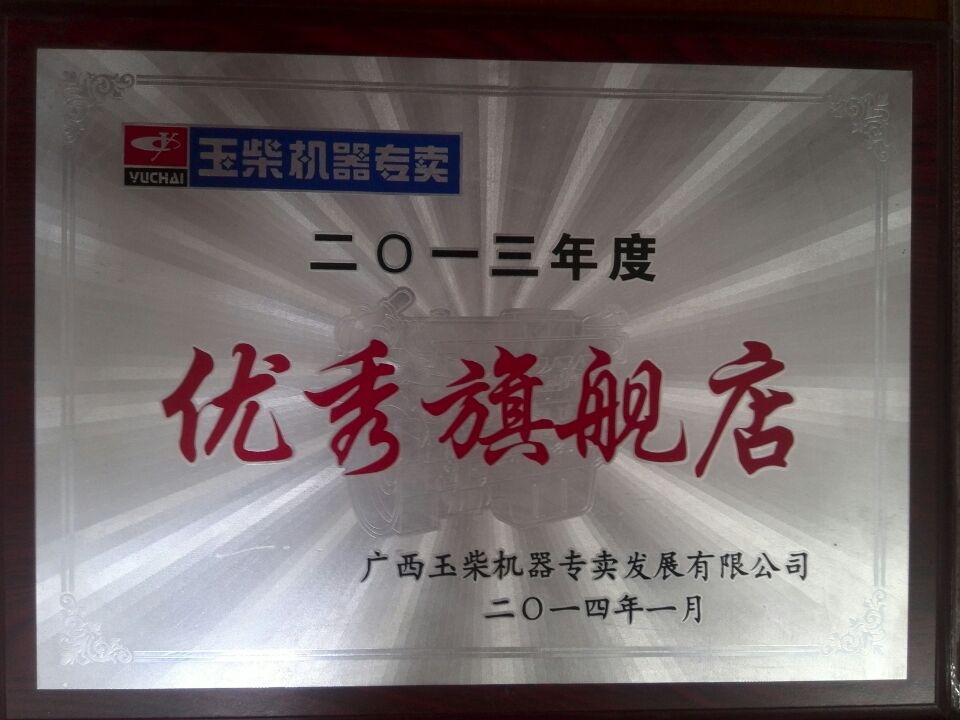 YUCHAI 玉柴机器专卖
二〇一三年度
优秀旗舰店
广西玉柴机器专卖发展有限公司
二〇一四年一月